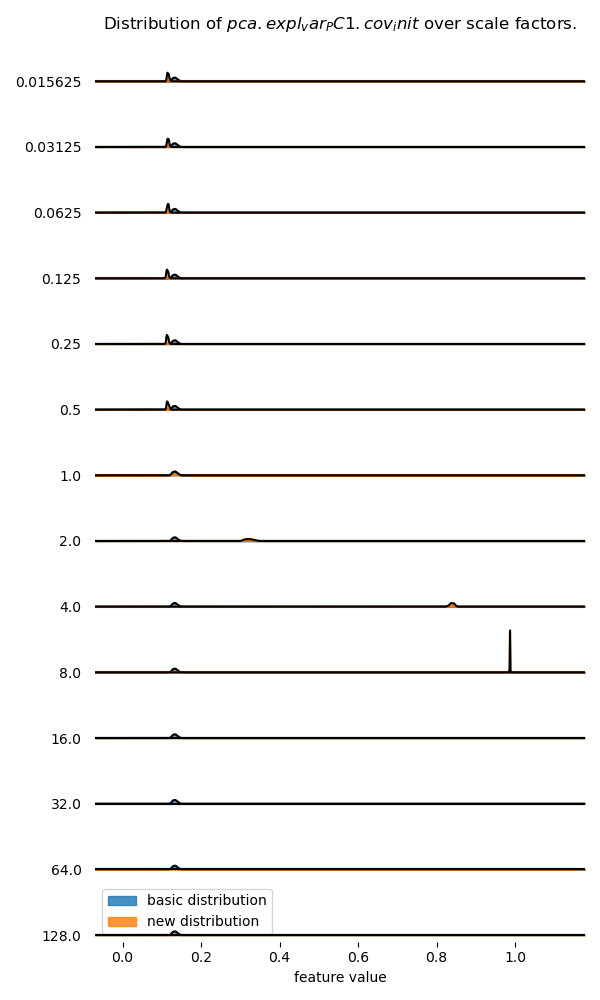 Distribution of pca.expl_var_PC1.cov_init over scale factors.
0.015625
0.03125
0.0625
0.125
0.25
0.5
1.0
2.0
4.0
8.0
16.0
32.0
64.0
128.0
basic distribution
new distribution
0.0 0.2 0.4 0.6 0.8 1.0
feature value